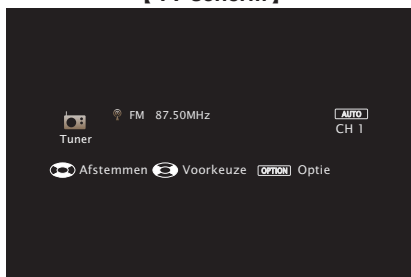 FM 87.50MHz
AUTO
CH 1
Tuner
Afstemmen Voorkeuze OPTION Optie